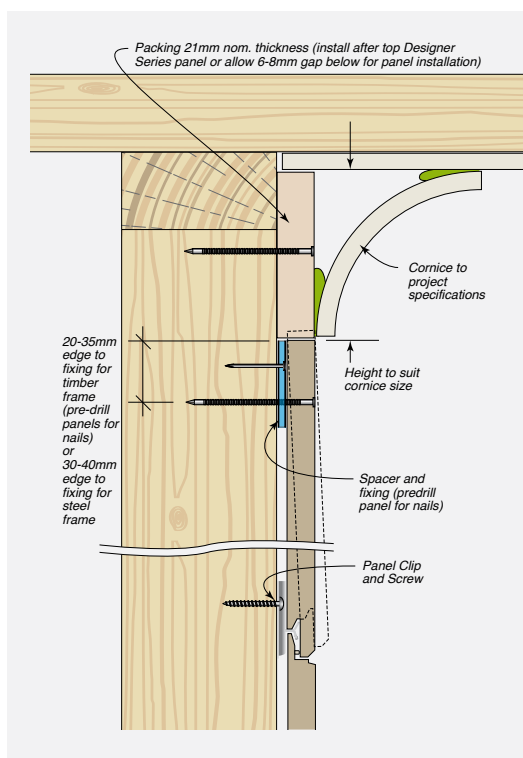 Packing 21mm nom. thickness (install after top Designer
Series panel or allow 6-8mm gap below for panel installation)
Cornice to
project
specifications
20-35mm
edge to
fixing for
timber
frame
(pre-drill
panels for
nails)
or
30-40mm
edge to
fixing for
steel
frame
Height to suit
cornice size
Spacer and
fixing (predrill
panel for nails)
Panel Clip
and Screw